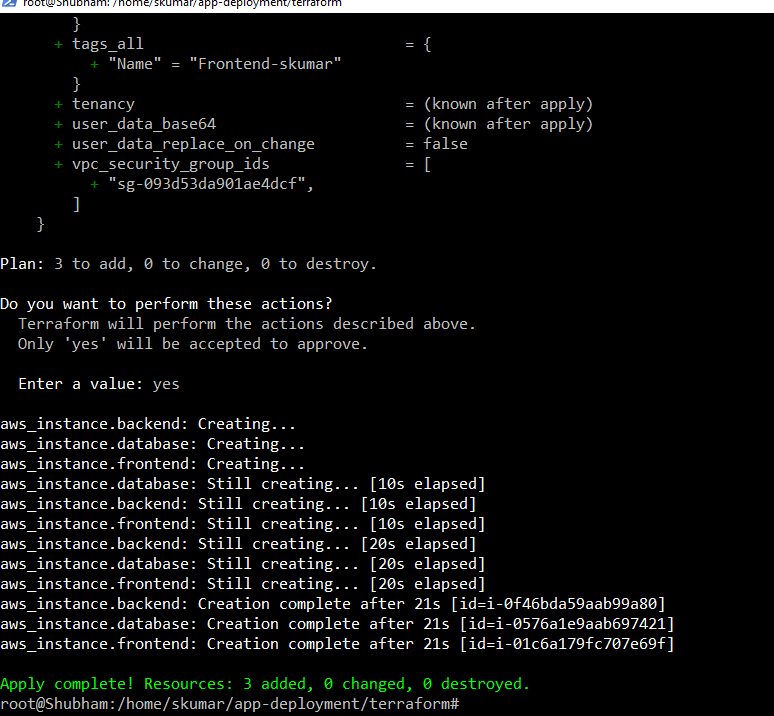 root@Shubham: /home/skumar/app-deployment/terraform
}
+ tags_all = {
+ "Name" = "Frontend-skumar"
}
+ tenancy = (known after apply)
+ user_data_base64 = (known after apply)
+ user_data_replace_on_change = false
+ vpc_security_group_ids = [
+ "sg-093d53da901ae4dcf",
]
}
Plan: 3 to add, 0 to change, 0 to destroy.
Do you want to perform these actions?
Terraform will perform the actions described above.
Only 'yes' will be accepted to approve.
Enter a value: yes
aws_instance.backend: Creating...
aws_instance.database: Creating...
aws_instance.frontend: Creating...
aws_instance.database: Still creating... [10s elapsed]
aws_instance.backend: Still creating... [10s elapsed]
aws_instance.frontend: Still creating... [10s elapsed]
aws_instance.backend: Still creating... [20s elapsed]
aws_instance.database: Still creating... [20s elapsed]
aws_instance.frontend: Still creating... [20s elapsed]
aws_instance.backend: Creation complete after 21s [id=i-0f46bda59aab99a80]
aws_instance.database: Creation complete after 21s [id=i-0576a1e9aab697421]
aws_instance.frontend: Creation complete after 21s [id=i-01c6a179fc707e69f]
Apply complete! Resources: 3 added, 0 changed, 0 destroyed.
root@Shubham:/home/skumar/app-deployment/terraform#